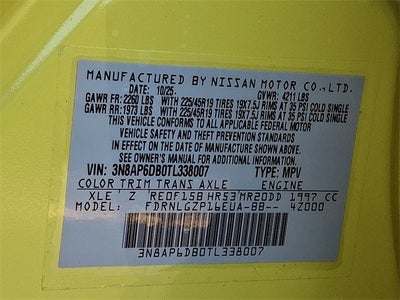 MANUFACTURED BY NISSAN MOTOR CO., LTD.
DATE: 10/25 GVWR: 4211 LBS
GAWR FR: 2260 LBS WITH 225/45R19 TIRES 19X7.5J RIMS AT 35 PSI COLD SINGLE
GAWR RR: 1973 LBS WITH 225/45R19 TIRES 19X7.5J RIMS AT 35 PSI COLD SINGLE
THIS VEHICLE CONFORMS TO ALL APPLICABLE FEDERAL MOTOR
VEHICLE SAFETY AND THEFT PREVENTION STANDARDS
IN EFFECT ON THE DATE OF MANUFACTURE SHOWN ABOVE.
SEE OWNER'S MANUAL FOR ADDITIONAL INFORMATION.
VIN: 3N8AP6DB0TL338007 TYPE: MPV
COLOR TRIM TRANS AXLE ENGINE
XLE Z RE0F15B HR53 MR20DD 1997 CC
MODEL: FDRNLGZP16EUA-BB-- 4Z000
3N8AP6DB0TL338007